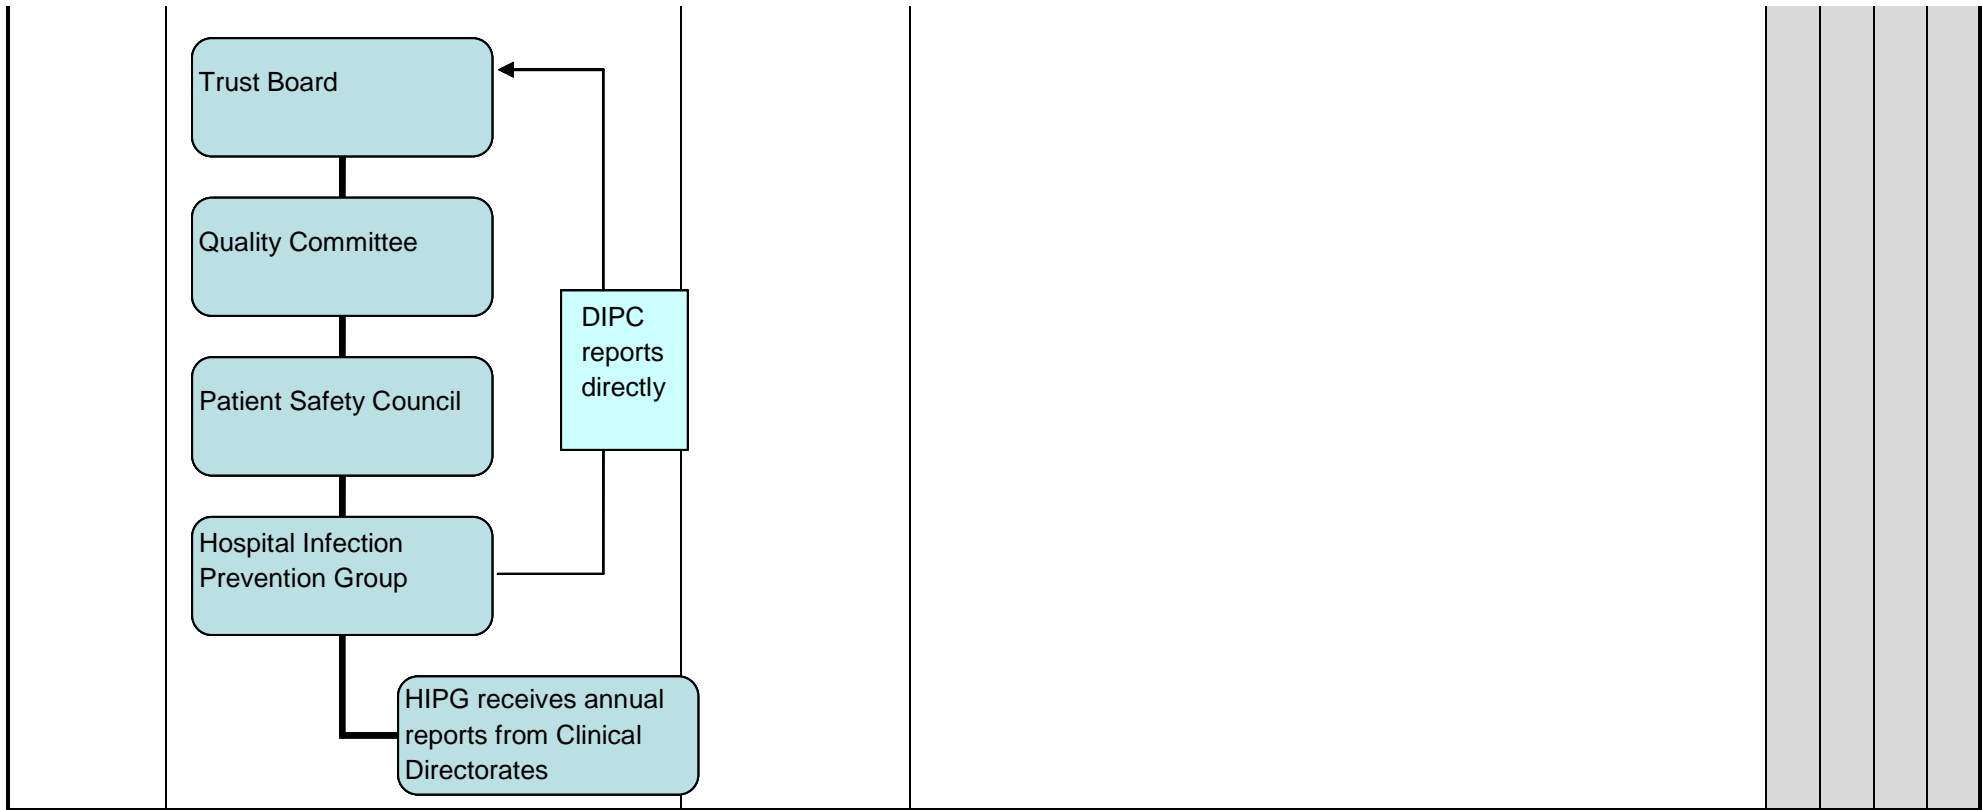 Trust Board
Quality Committee
DIPC
reports
directly
Patient Safety Council
Hospital Infection
Prevention Group
HIPG receives annual
reports from Clinical
Directorates